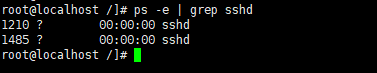 root@localhost /]# ps -e | grep sshd
1210 ?        00:00:00 sshd
1485 ?        00:00:00 sshd
root@localhost /]#